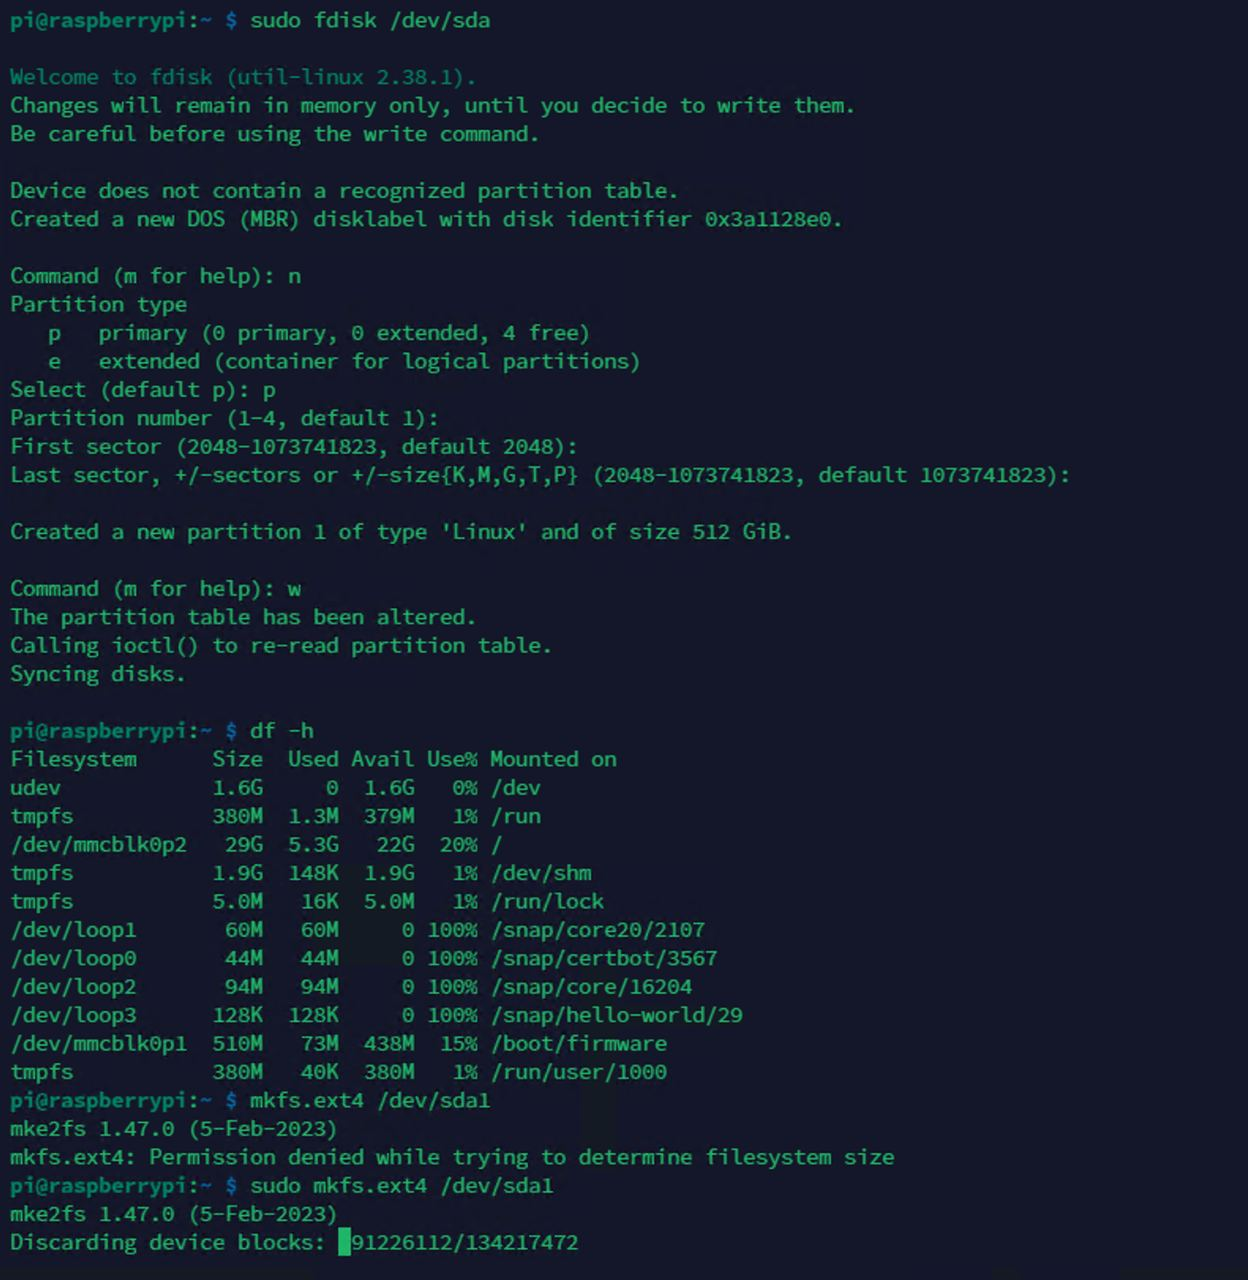 pi@raspberrypi:~ $ sudo fdisk /dev/sda
Welcome to fdisk (util-linux 2.38.1).
Changes will remain in memory only, until you decide to write them.
Be careful before using the write command.
Device does not contain a recognized partition table.
Created a new DOS (MBR) disklabel with disk identifier 0x3a1128e0.
Command (m for help): n
Partition type
   p   primary (0 primary, 0 extended, 4 free)
   e   extended (container for logical partitions)
Select (default p): p
Partition number (1-4, default 1):
First sector (2048-1073741823, default 2048):
Last sector, +/-sectors or +/-size{K,M,G,T,P} (2048-1073741823, default 1073741823):
Created a new partition 1 of type 'Linux' and of size 512 GiB.
Command (m for help): w
The partition table has been altered.
Calling ioctl() to re-read partition table.
Syncing disks.
pi@raspberrypi:~ $ df -h
Filesystem      Size  Used Avail Use% Mounted on
udev            1.6G     0  1.6G   0% /dev
tmpfs           380M  1.3M  379M   1% /run
/dev/mmcblk0p2   29G  5.3G   22G  20% /
tmpfs           1.9G  148K  1.9G   1% /dev/shm
tmpfs           5.0M   16K  5.0M   1% /run/lock
/dev/loop1       60M   60M     0 100% /snap/core20/2107
/dev/loop0       44M   44M     0 100% /snap/certbot/3567
/dev/loop2       94M   94M     0 100% /snap/core/16204
/dev/loop3      128K  128K     0 100% /snap/hello-world/29
/dev/mmcblk0p1  510M   73M  438M  15% /boot/firmware
tmpfs           380M   40K  380M   1% /run/user/1000
pi@raspberrypi:~ $ mkfs.ext4 /dev/sda1
mke2fs 1.47.0 (5-Feb-2023)
mkfs.ext4: Permission denied while trying to determine filesystem size
pi@raspberrypi:~ $ sudo mkfs.ext4 /dev/sda1
mke2fs 1.47.0 (5-Feb-2023)
Discarding device blocks:  91226112/134217472